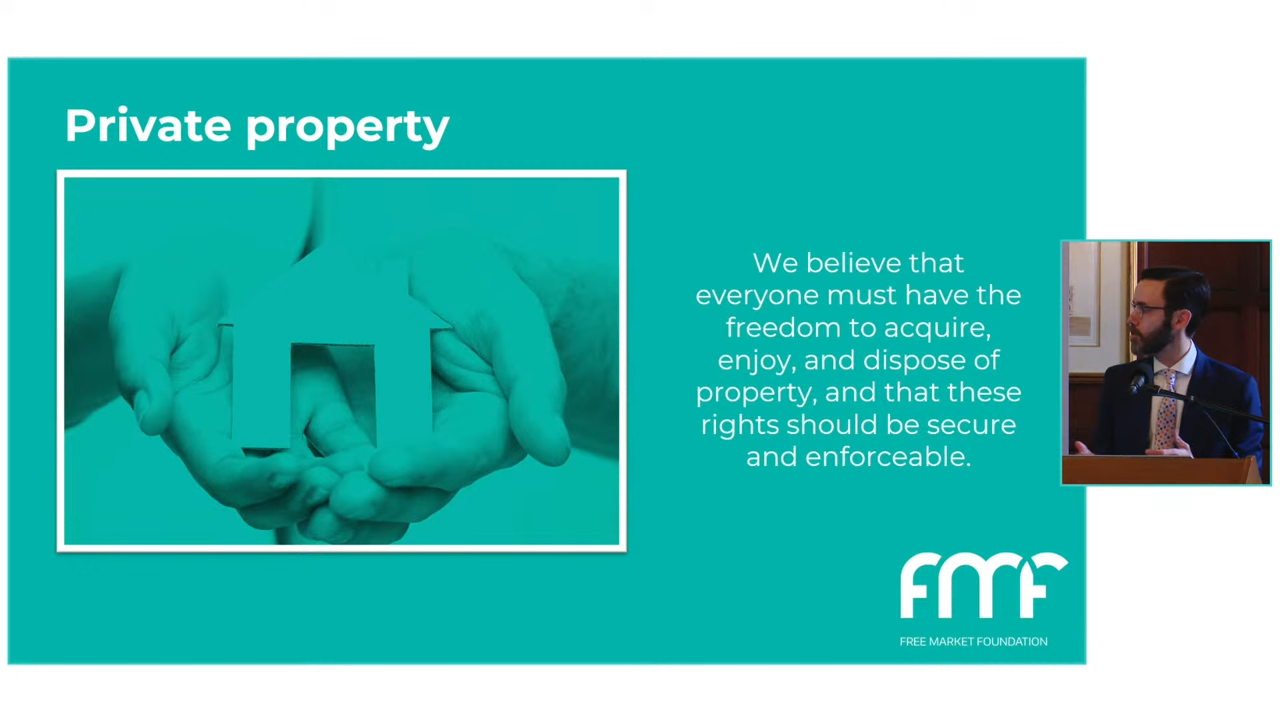 Private property
We believe that
everyone must have the
freedom to acquire,
enjoy, and dispose of
property, and that these
rights should be secure
and enforceable.
FMF
FREE MARKET FOUNDATION